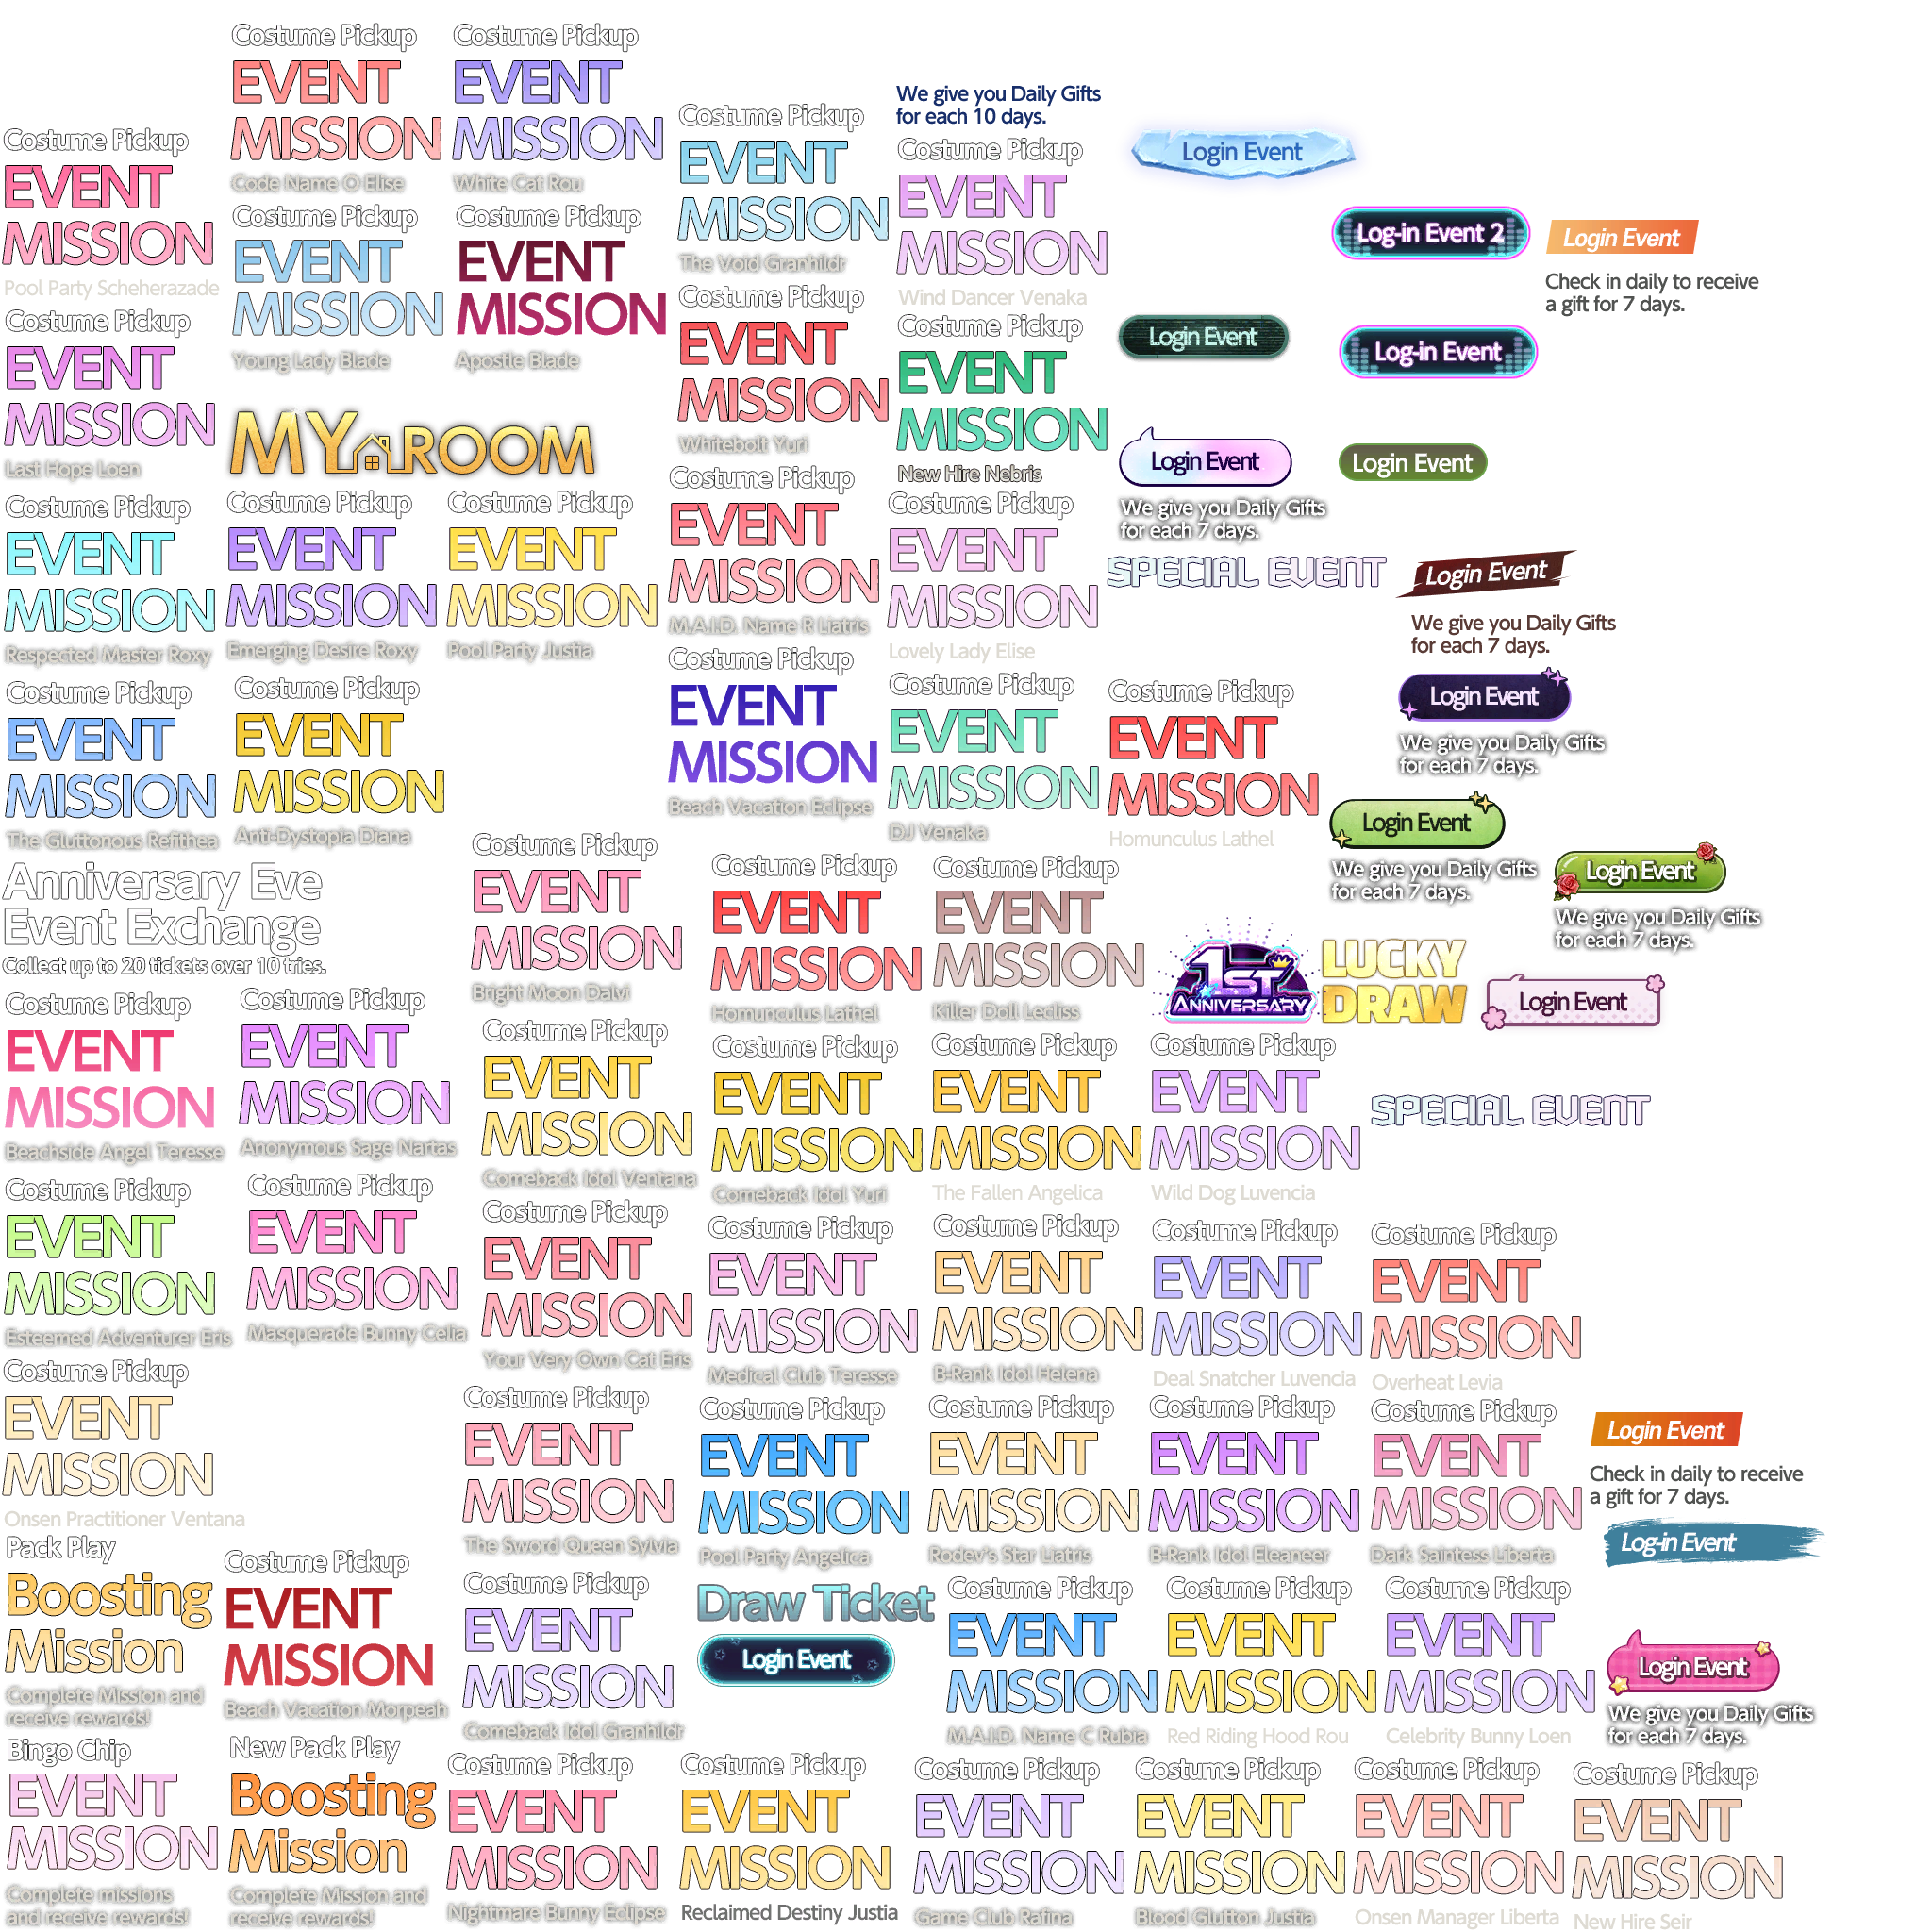 Costume Pickup
EVENT
MISSION
Code Name O Elise
Costume Pickup
EVENT
MISSION
White Cat Rou
We give you Daily Gifts
for each 10 days.
Costume Pickup
EVENT
MISSION
The Void Granhildr
Costume Pickup
EVENT
MISSION
Pool Party Scheherazade
Costume Pickup
EVENT
MISSION
Wind Dancer Venaka
Login Event
Costume Pickup
EVENT
MISSION
Young Lady Blade
Costume Pickup
EVENT
MISSION
Apostle Blade
Log-in Event 2
Login Event
Check in daily to receive
a gift for 7 days.
Costume Pickup
EVENT
MISSION
Whitebolt Yuri
Costume Pickup
EVENT
MISSION
Last Hope Loen
Costume Pickup
EVENT
MISSION
New Hire Nebris
Login Event
Log-in Event
MY ROOM
Login Event
We give you Daily Gifts
for each 7 days.
Login Event
Costume Pickup
EVENT
MISSION
Respected Master Roxy
Costume Pickup
EVENT
MISSION
Emerging Desire Roxy
Costume Pickup
EVENT
MISSION
Pool Party Justia
Costume Pickup
EVENT
MISSION
M.A.I.D. Name R Liatris
Costume Pickup
EVENT
MISSION
Lovely Lady Elise
SPECIAL EVENT
Login Event
We give you Daily Gifts
for each 7 days.
Costume Pickup
EVENT
MISSION
The Gluttonous Refithea
Costume Pickup
EVENT
MISSION
Anti-Dystopia Diana
Costume Pickup
EVENT
MISSION
Beach Vacation Eclipse
Costume Pickup
EVENT
MISSION
DJ Venaka
Costume Pickup
EVENT
MISSION
Homunculus Lathel
Login Event
We give you Daily Gifts
for each 7 days.
Login Event
We give you Daily Gifts
for each 7 days.
Login Event
We give you Daily Gifts
for each 7 days.
Anniversary Eve
Event Exchange
Collect up to 20 tickets over 10 tries.
Costume Pickup
EVENT
MISSION
Bright Moon Dalvi
Costume Pickup
EVENT
MISSION
Homunculus Lathel
Costume Pickup
EVENT
MISSION
Killer Doll Lecliss
1ST
ANNIVERSARY
LUCKY
DRAW
Login Event
Costume Pickup
EVENT
MISSION
Beachside Angel Teresse
Costume Pickup
EVENT
MISSION
Anonymous Sage Nartas
Costume Pickup
EVENT
MISSION
Comeback Idol Ventana
Costume Pickup
EVENT
MISSION
Comeback Idol Yuri
Costume Pickup
EVENT
MISSION
The Fallen Angelica
Costume Pickup
EVENT
MISSION
Wild Dog Luvencia
SPECIAL EVENT
Costume Pickup
EVENT
MISSION
Esteemed Adventurer Eris
Costume Pickup
EVENT
MISSION
Masquerade Bunny Celia
Costume Pickup
EVENT
MISSION
Your Very Own Cat Eris
Costume Pickup
EVENT
MISSION
Medical Club Teresse
Costume Pickup
EVENT
MISSION
B-Rank Idol Helena
Costume Pickup
EVENT
MISSION
Deal Snatcher Luvencia
Costume Pickup
EVENT
MISSION
Overheat Levia
Costume Pickup
EVENT
MISSION
Onsen Practitioner Ventana
Costume Pickup
EVENT
MISSION
The Sword Queen Sylvia
Costume Pickup
EVENT
MISSION
Pool Party Angelica
Costume Pickup
EVENT
MISSION
Rodev's Star Liatris
Costume Pickup
EVENT
MISSION
B-Rank Idol Eleaneer
Costume Pickup
EVENT
MISSION
Dark Saintess Liberta
Login Event
Check in daily to receive
a gift for 7 days.
Log-in Event
Pack Play
Boosting
Mission
Complete Mission and
receive rewards!
Costume Pickup
EVENT
MISSION
Beach Vacation Morpeah
Costume Pickup
EVENT
MISSION
Comeback Idol Granhildr
Draw Ticket
Login Event
Costume Pickup
EVENT
MISSION
M.A.I.D. Name C Rubia
Costume Pickup
EVENT
MISSION
Red Riding Hood Rou
Costume Pickup
EVENT
MISSION
Celebrity Bunny Loen
Login Event
We give you Daily Gifts
for each 7 days.
Bingo Chip
EVENT
MISSION
Complete missions
and receive rewards!
New Pack Play
Boosting
Mission
Complete Mission and
receive rewards!
Costume Pickup
EVENT
MISSION
Nightmare Bunny Eclipse
Costume Pickup
EVENT
MISSION
Reclaimed Destiny Justia
Costume Pickup
EVENT
MISSION
Game Club Rafina
Costume Pickup
EVENT
MISSION
Blood Glutton Justia
Costume Pickup
EVENT
MISSION
Onsen Manager Liberta
Costume Pickup
EVENT
MISSION
New Hire Seir